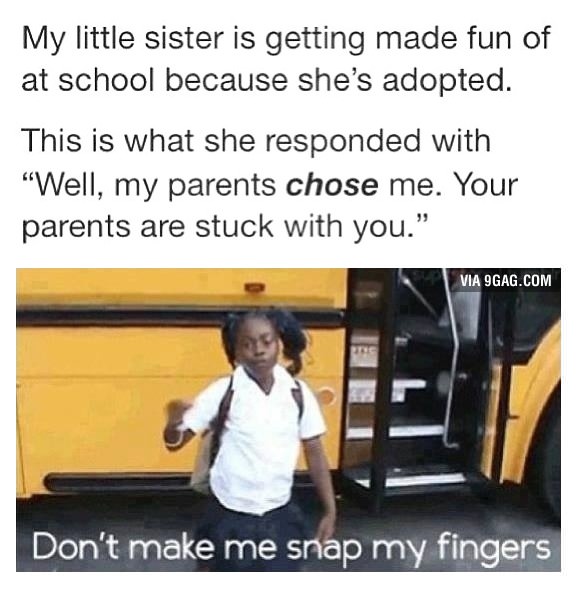 My little sister is getting made fun of
at school because she’s adopted.
This is what she responded with
“Well, my parents chose me. Your
parents are stuck with you.”
VIA 9GAG.COM
Don't make me snap my fingers